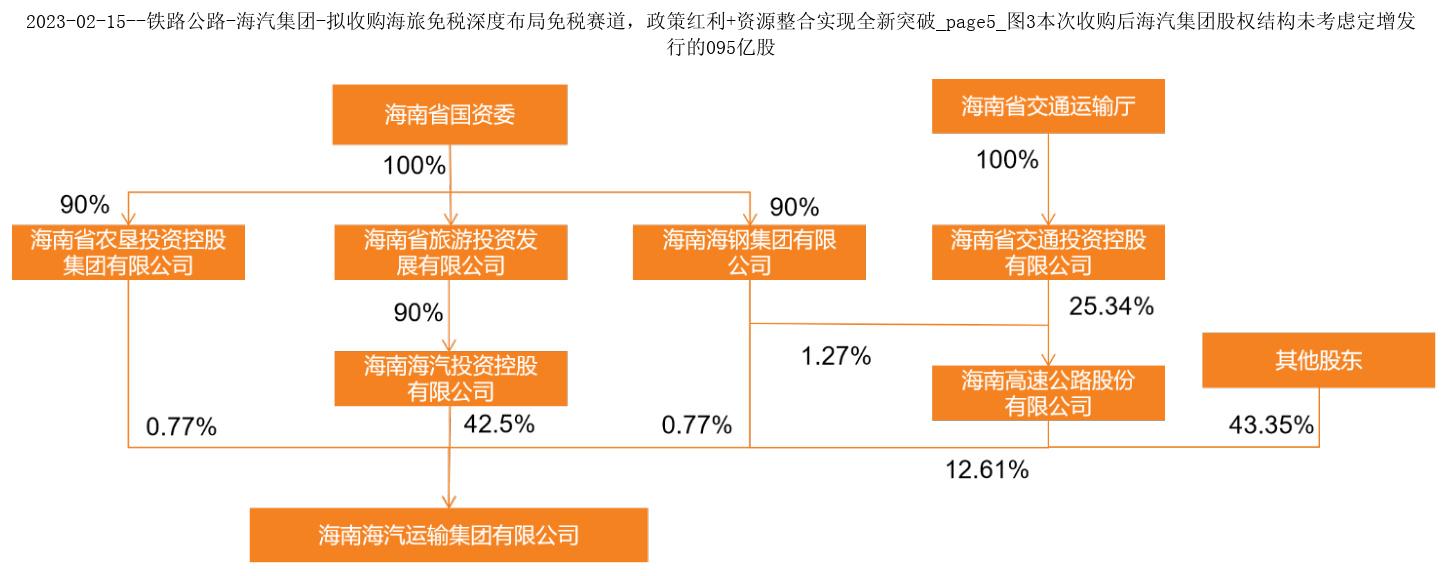 2023-02-15--铁路公路-海汽集团-拟收购海旅免税深度布局免税赛道，政策红利+资源整合实现全新突破_page5_图3本次收购后海汽集团股权结构未考虑定增发
行的095亿股
海南省国资委
海南省交通运输厅
100%
100%
90%
90%
海南省农垦投资控股
集团有限公司
海南省旅游投资发
展有限公司
海南海钢集团有限
公司
海南省交通投资控股
有限公司
90%
25.34%
1.27%
海南海汽投资控股
有限公司
海南高速公路股份
有限公司
其他股东
0.77%
42.5%
0.77%
43.35%
12.61%
海南海汽运输集团有限公司